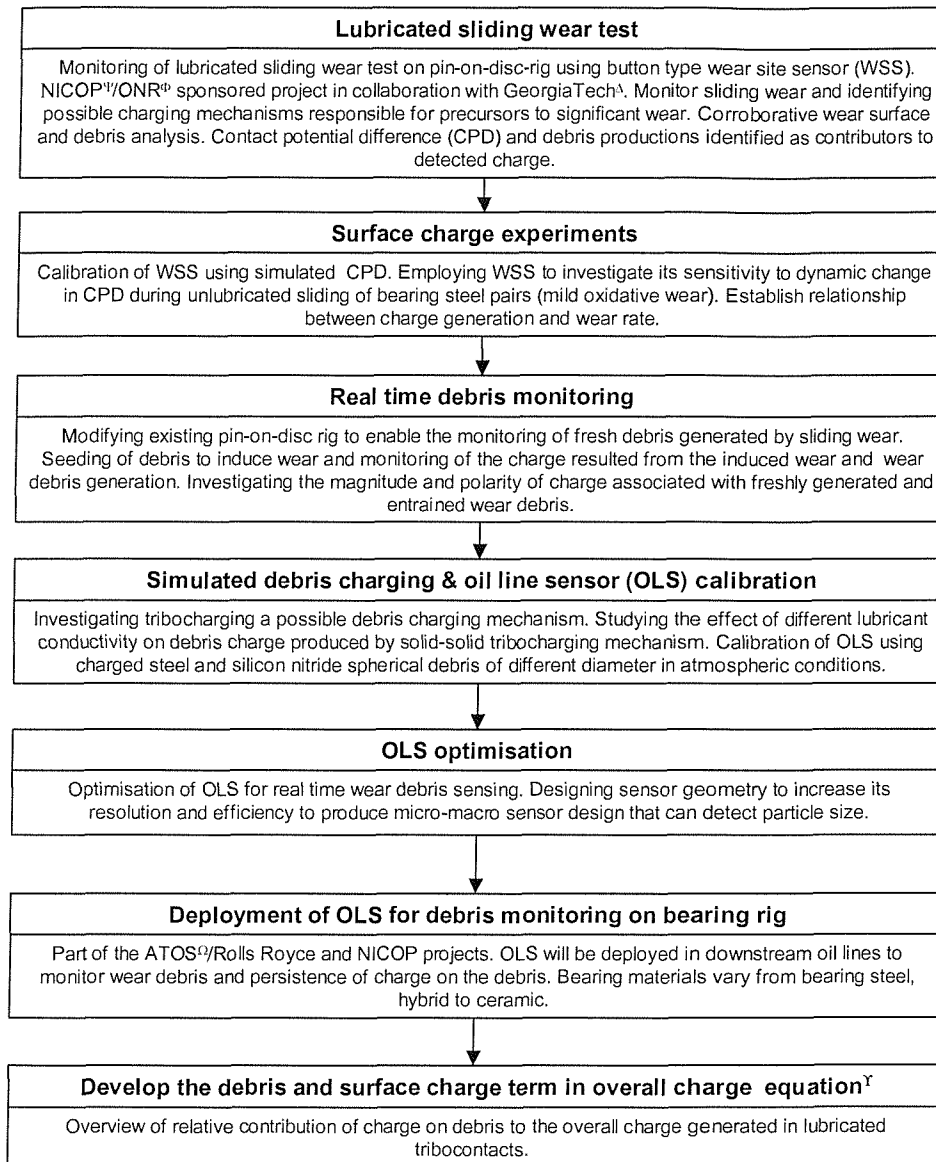 Lubricated sliding wear test
Monitoring of lubricated sliding wear test on pin-on-disc-rig using button type wear site sensor (WSS).
NICOPᴪ/ONRᶲ sponsored project in collaboration with GeorgiaTechᐞ. Monitor sliding wear and identifying
possible charging mechanisms responsible for precursors to significant wear. Corroborative wear surface
and debris analysis. Contact potential difference (CPD) and debris productions identified as contributors to
detected charge.
Surface charge experiments
Calibration of WSS using simulated CPD. Employing WSS to investigate its sensitivity to dynamic change
in CPD during unlubricated sliding of bearing steel pairs (mild oxidative wear). Establish relationship
between charge generation and wear rate.
Real time debris monitoring
Modifying existing pin-on-disc rig to enable the monitoring of fresh debris generated by sliding wear.
Seeding of debris to induce wear and monitoring of the charge resulted from the induced wear and wear
debris generation. Investigating the magnitude and polarity of charge associated with freshly generated and
entrained wear debris.
Simulated debris charging & oil line sensor (OLS) calibration
Investigating tribocharging a possible debris charging mechanism. Studying the effect of different lubricant
conductivity on debris charge produced by solid-solid tribocharging mechanism. Calibration of OLS using
charged steel and silicon nitride spherical debris of different diameter in atmospheric conditions.
OLS optimisation
Optimisation of OLS for real time wear debris sensing. Designing sensor geometry to increase its
resolution and efficiency to produce micro-macro sensor design that can detect particle size.
Deployment of OLS for debris monitoring on bearing rig
Part of the ATOSΩ/Rolls Royce and NICOP projects. OLS will be deployed in downstream oil lines to
monitor wear debris and persistence of charge on the debris. Bearing materials vary from bearing steel,
hybrid to ceramic.
Develop the debris and surface charge term in overall charge equationϒ
Overview of relative contribution of charge on debris to the overall charge generated in lubricated
tribocontacts.